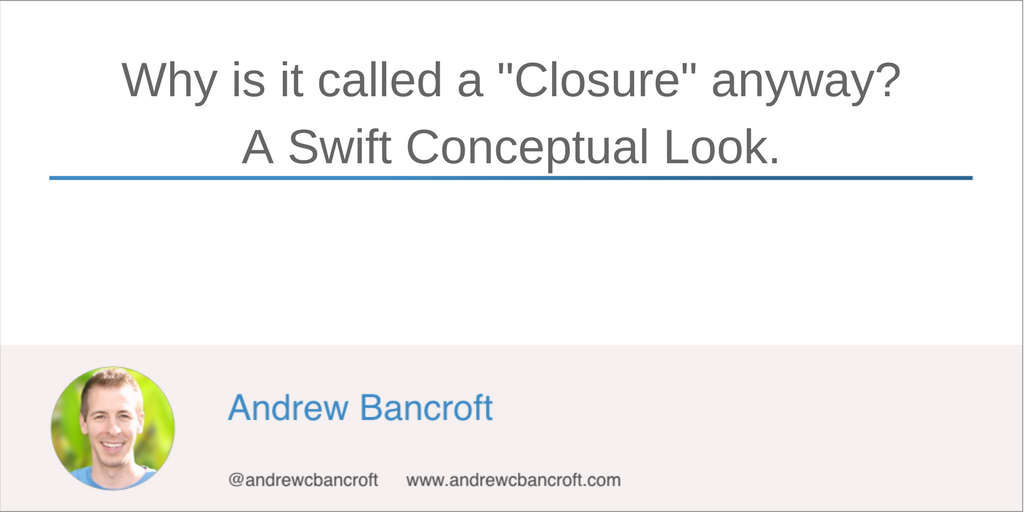 Why is it called a "Closure" anyway?
A Swift Conceptual Look.
Andrew Bancroft
@andrewcbancroft www.andrewcbancroft.com